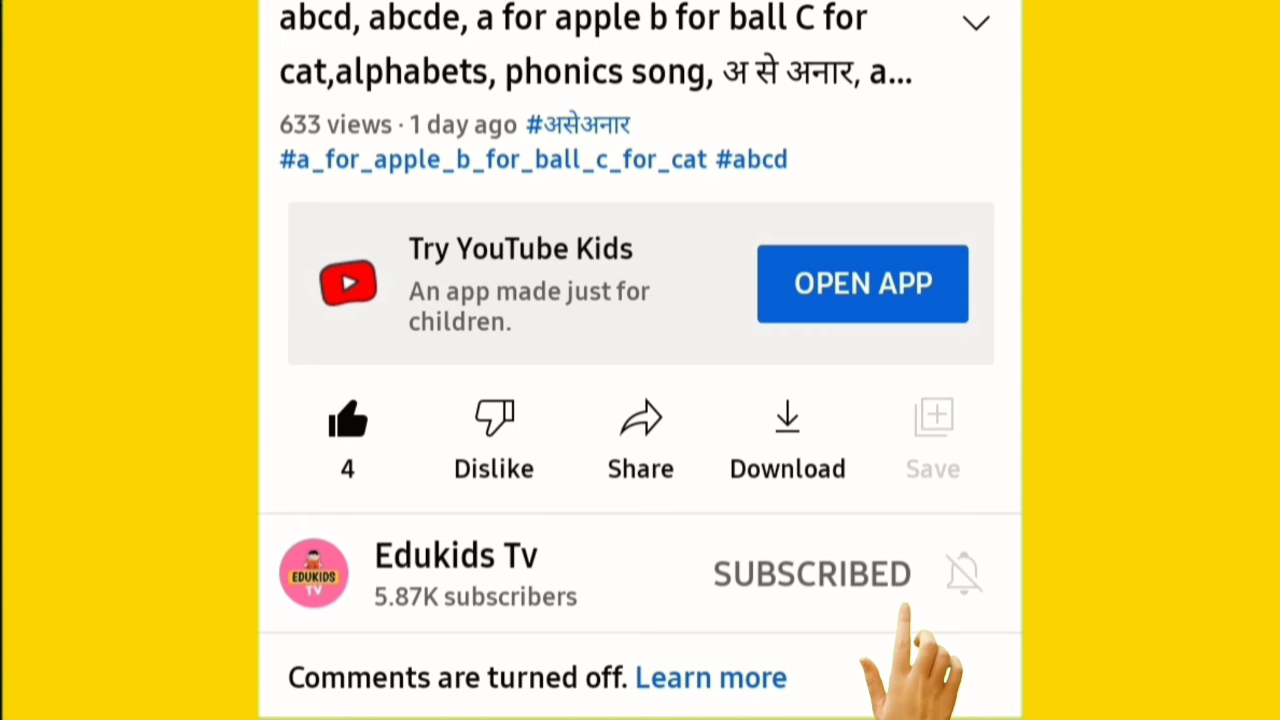 abcd, abcde, a for apple b for ball C for
cat,alphabets, phonics song, अ से अनार, a...
633 views · 1 day ago #असेअनार
#a_for_apple_b_for_ball_c_for_cat #abcd
Try YouTube Kids
An app made just for
children.
OPEN APP
4
Dislike
Share
Download
Save
EDUKIDS
TV
Edukids Tv
5.87K subscribers
SUBSCRIBED
Comments are turned off. Learn more